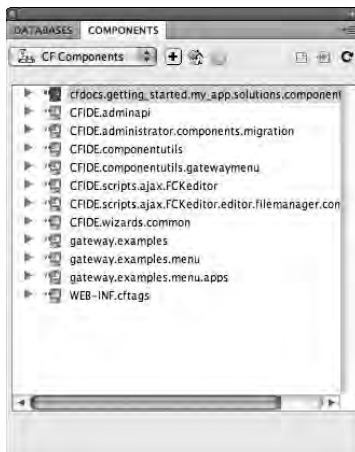 DATABASES COMPONENTS
CF Components
cfdocs.getting_started.my_app.solutions.component
CFIDE.adminapi
CFIDE.administrator.components.migration
CFIDE.componentutils
CFIDE.componentutils.gatewaymenu
CFIDE.scripts.ajax.FCKeditor
CFIDE.scripts.ajax.FCKeditor.editor.filemanager.con
CFIDE.wizards.common
gateway.examples
gateway.examples.menu
gateway.examples.menu.apps
WEB-INF.cftags